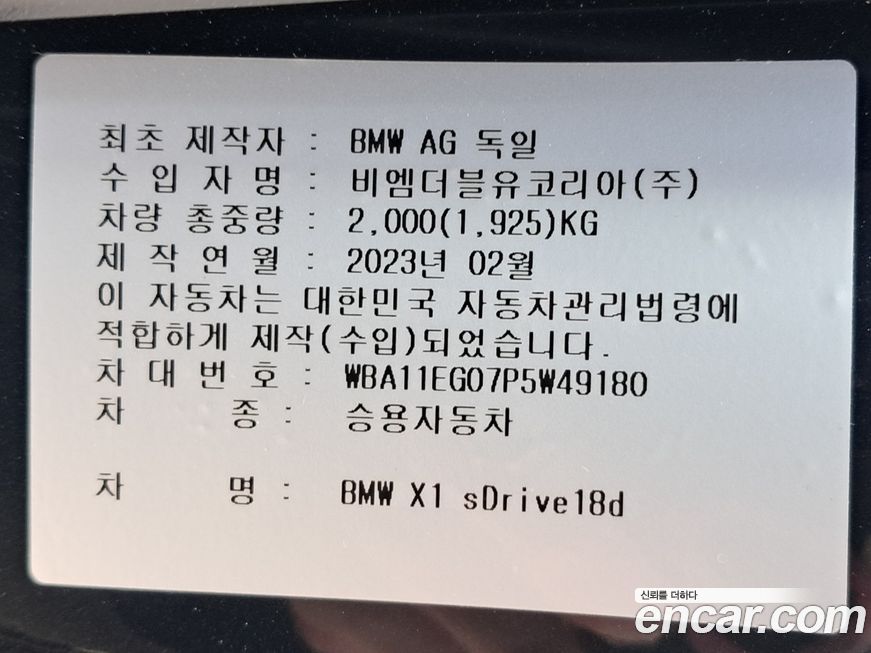 최초 제작자 : BMW AG 독일
수 입 자 명 : 비엠더블유코리아(주)
차량 총중량 : 2,000(1,925)KG
제 작 연 월 : 2023년 02월
이 자동차는 대한민국 자동차관리법령에
적합하게 제작(수입)되었습니다.
차 대 번 호 : WBA11EG07P5W49180
차 종 : 승용자동차
차 명 : BMW X1 sDrive18d
신뢰를 더하다
encar.com